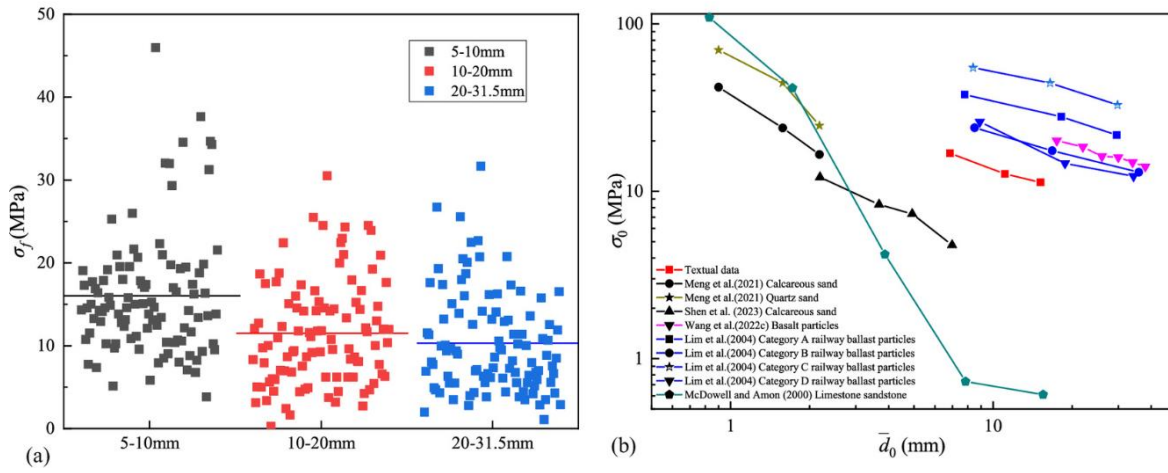 50
40
30
20
10
0
σf(MPa)
5-10mm
10-20mm
20-31.5mm
5-10mm
10-20mm
20-31.5mm
(a)
100
10
1
σ0 (MPa)
Textual data
Meng et al.(2021) Calcareous sand
Meng et al.(2021) Quartz sand
Shen et al. (2023) Calcareous sand
Wang et al.(2022c) Basalt particles
Lim et al.(2004) Category A railway ballast particles
Lim et al.(2004) Category B railway ballast particles
Lim et al.(2004) Category C railway ballast particles
Lim et al.(2004) Category D railway ballast particles
McDowell and Amon (2000) Limestone sandstone
1
10
d̅0 (mm)
(b)